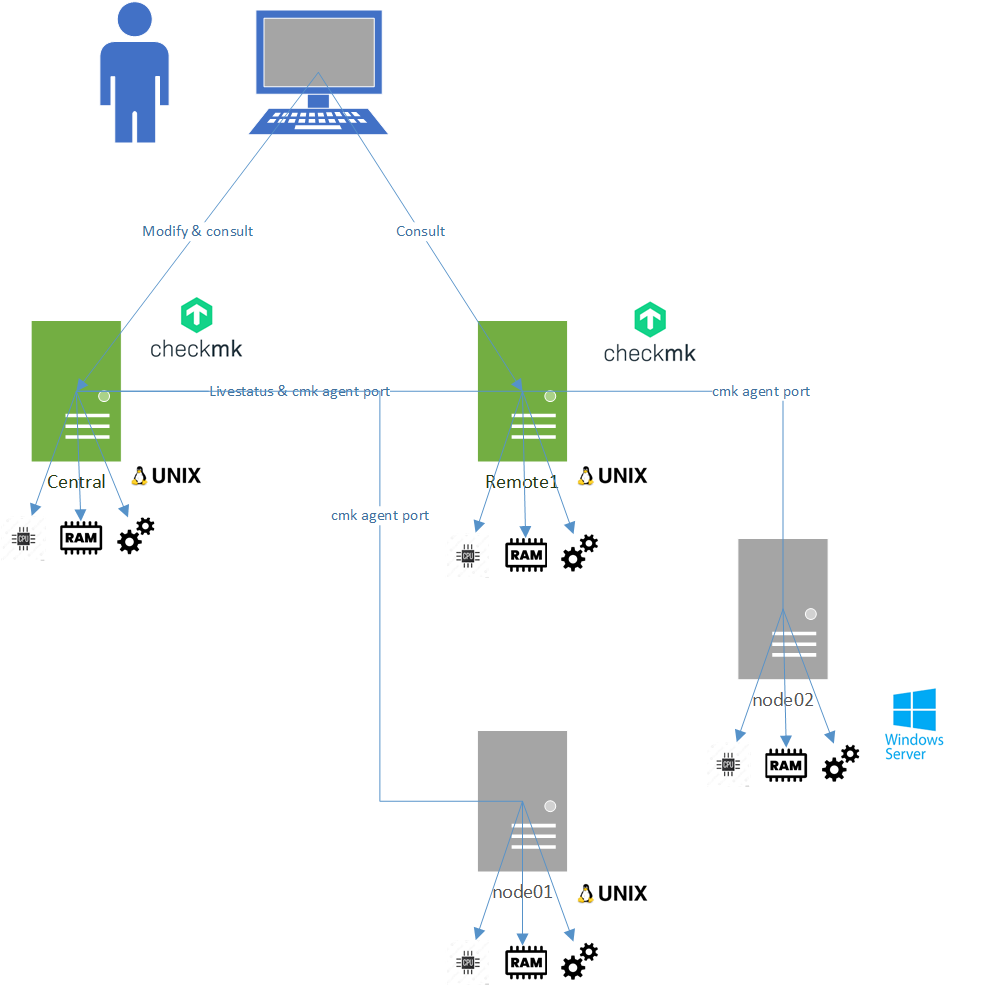 Modify & consult
Consult
checkmk
checkmk
Livestatus & cmk agent port
cmk agent port
Central
UNIX
Remote1
UNIX
CPU
RAM
cmk agent port
CPU
RAM
node02
Windows
Server
CPU
RAM
node01
UNIX
CPU
RAM